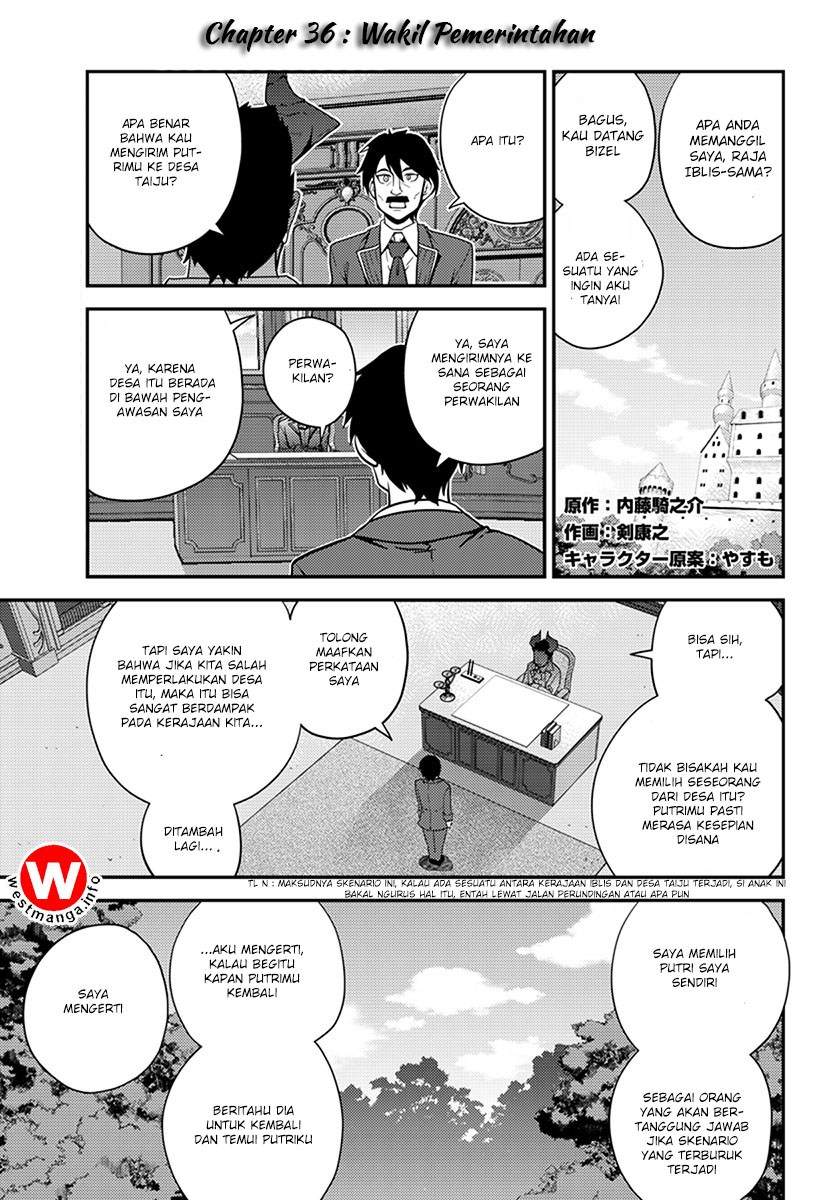 Chapter 36 : Wakil Pemerintahan
APA ANDA
MEMANGGIL
SAYA, RAJA
IBLIS-SAMA?
BAGUS,
KAU DATANG
BIZEL
ADA SE-
SUATU YANG
INGIN AKU
TANYA!
原作：内藤騎之介
作画：剣康之
キャラクター原案：やすも
APA ITU?
APA BENAR
BAHWA KAU
MENGIRIM PUT-
RIMU KE DESA
TAIJU?
YA, SAYA
MENGIRIMNYA KE
SANA SEBAGAI
SEORANG
PERWAKILAN
PERWA-
KILAN?
YA, KARENA
DESA ITU BERADA
DI BAWAH PENG-
AWASAN SAYA
BISA SIH,
TAPI...
TIDAK BISAKAH KAU
MEMILIH SESEORANG
DARI DESA ITU?
PUTRIMU PASTI
MERASA KESEPIAN
DISANA
TOLONG
MAAFKAN
PERKATAAN
SAYA
TAPI SAYA YAKIN
BAHWA JIKA KITA SALAH
MEMPERLAKUKAN DESA
ITU, MAKA ITU BISA
SANGAT BERDAMPAK
PADA KERAJAAN KITA...
DITAMBAH
LAGI... .
W
westmanga.info
TL N : MAKSUDNYA SKENARIO INI, KALAU ADA SESUATU ANTARA KERAJAAN IBLIS DAN DESA TAIJU TERJADI, SI ANAK INI
BAKAL NGURUS HAL ITU, ENTAH LEWAT JALAN PERUNDINGAN ATAU APA PUN
SAYA MEMILIH
PUTRI SAYA
SENDIRI
SEBAGAI ORANG
YANG AKAN BER-
TANGGUNG JAWAB
JIKA SKENARIO
YANG TERBURUK
TERJADI
...AKU MENGERTI,
KALAU BEGITU
KAPAN PUTRIMU
KEMBALI
BERITAHU DIA
UNTUK KEMBALI
DAN TEMUI PUTRIKU
SAYA
MENGERTI